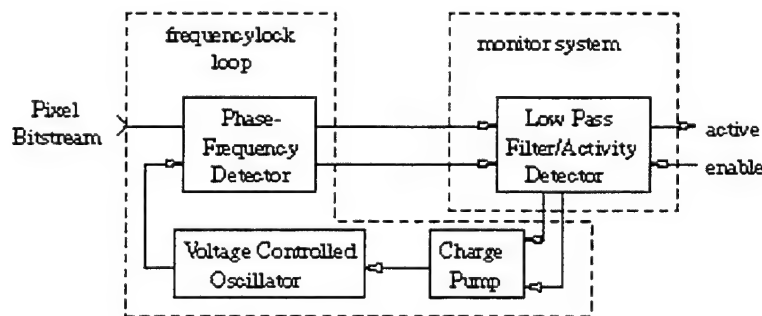 frequencylock
loop
monitor system
Pixel
Bitstream
Phase-
Frequency
Detector
Low Pass
Filter/Activity
Detector
active
enable
Voltage Controlled
Oscillator
Charge
Pump